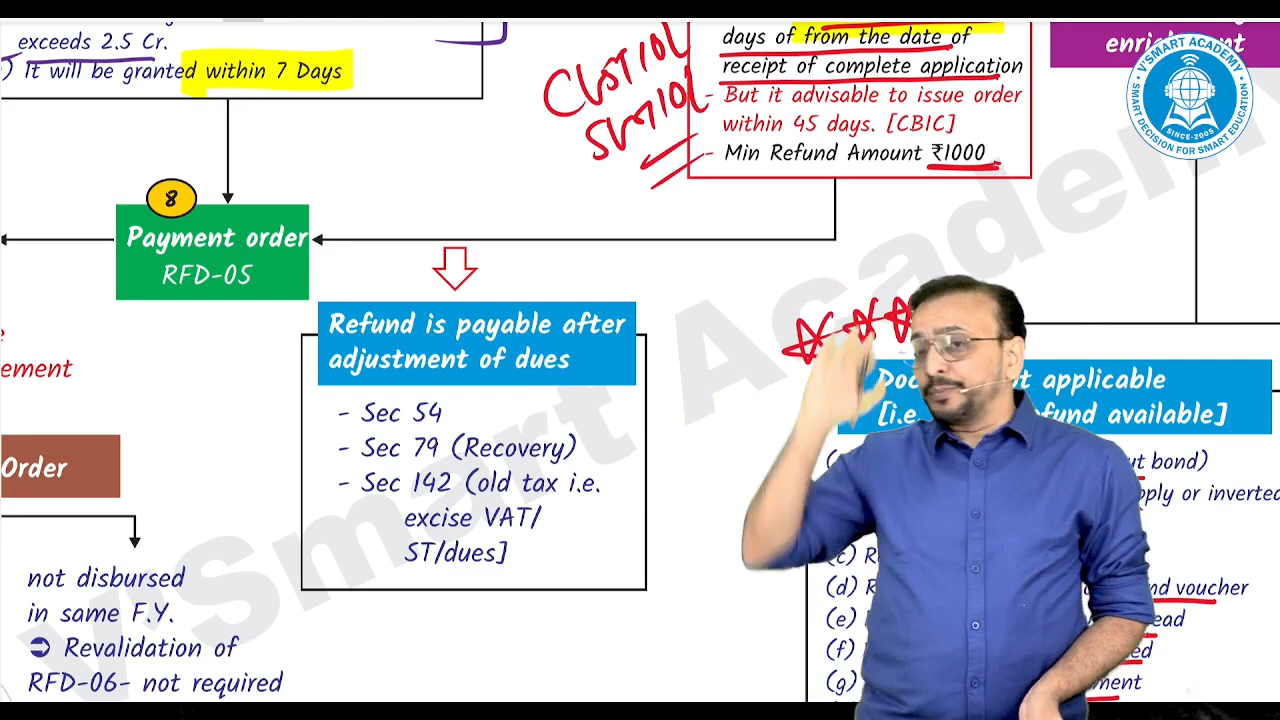 exceeds 2.5 Cr.
) It will be granted within 7 Days
days of from the date of
receipt of complete application
- But it advisable to issue order
within 45 days. [CBIC]
- Min Refund Amount ₹1000
enrichment
V'SMART ACADEMY
SINCE-2005
SMART DECISION FOR SMART EDUCATION
8
Payment order
RFD-05
Refund is payable after
adjustment of dues
- Sec 54
- Sec 79 (Recovery)
- Sec 142 (old tax i.e.
excise VAT/
ST/dues]
ement
Order
not disbursed
in same F.Y.
➲ Revalidation of
RFD-06- not required
applicable
[i.e. fund available]
bond)
pply or inverted
(c) R
(d) R nd voucher
(e) ead
(f) ed
(g) ment
V'Smart Academy